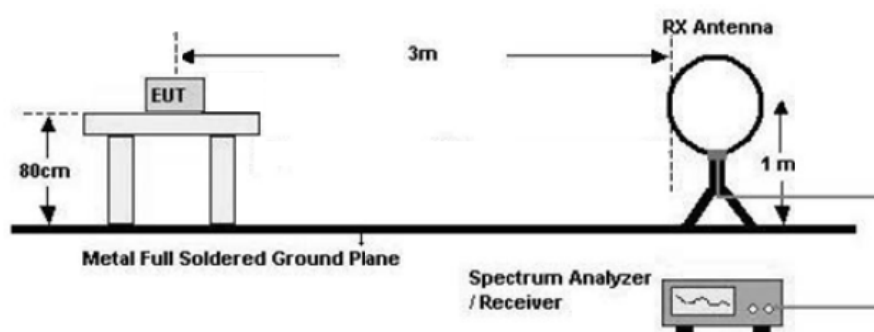 RX Antenna
3m
EUT
80cm
1 m
Metal Full Soldered Ground Plane
Spectrum Analyzer
/ Receiver